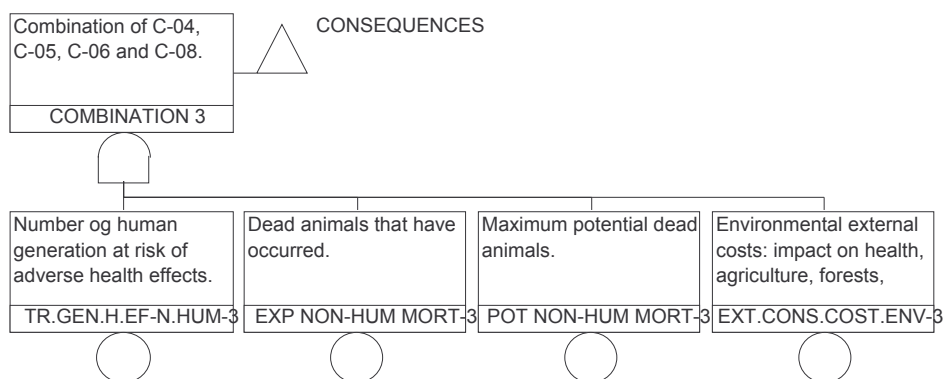 Combination of C-04,
C-05, C-06 and C-08.
COMBINATION 3
CONSEQUENCES
Number og human
generation at risk of
adverse health effects.
TR.GEN.H.EF-N.HUM-3
Dead animals that have
occurred.
EXP NON-HUM MORT-3
Maximum potential dead
animals.
POT NON-HUM MORT-3
Environmental external
costs: impact on health,
agriculture, forests,
EXT.CONS.COST.ENV-3